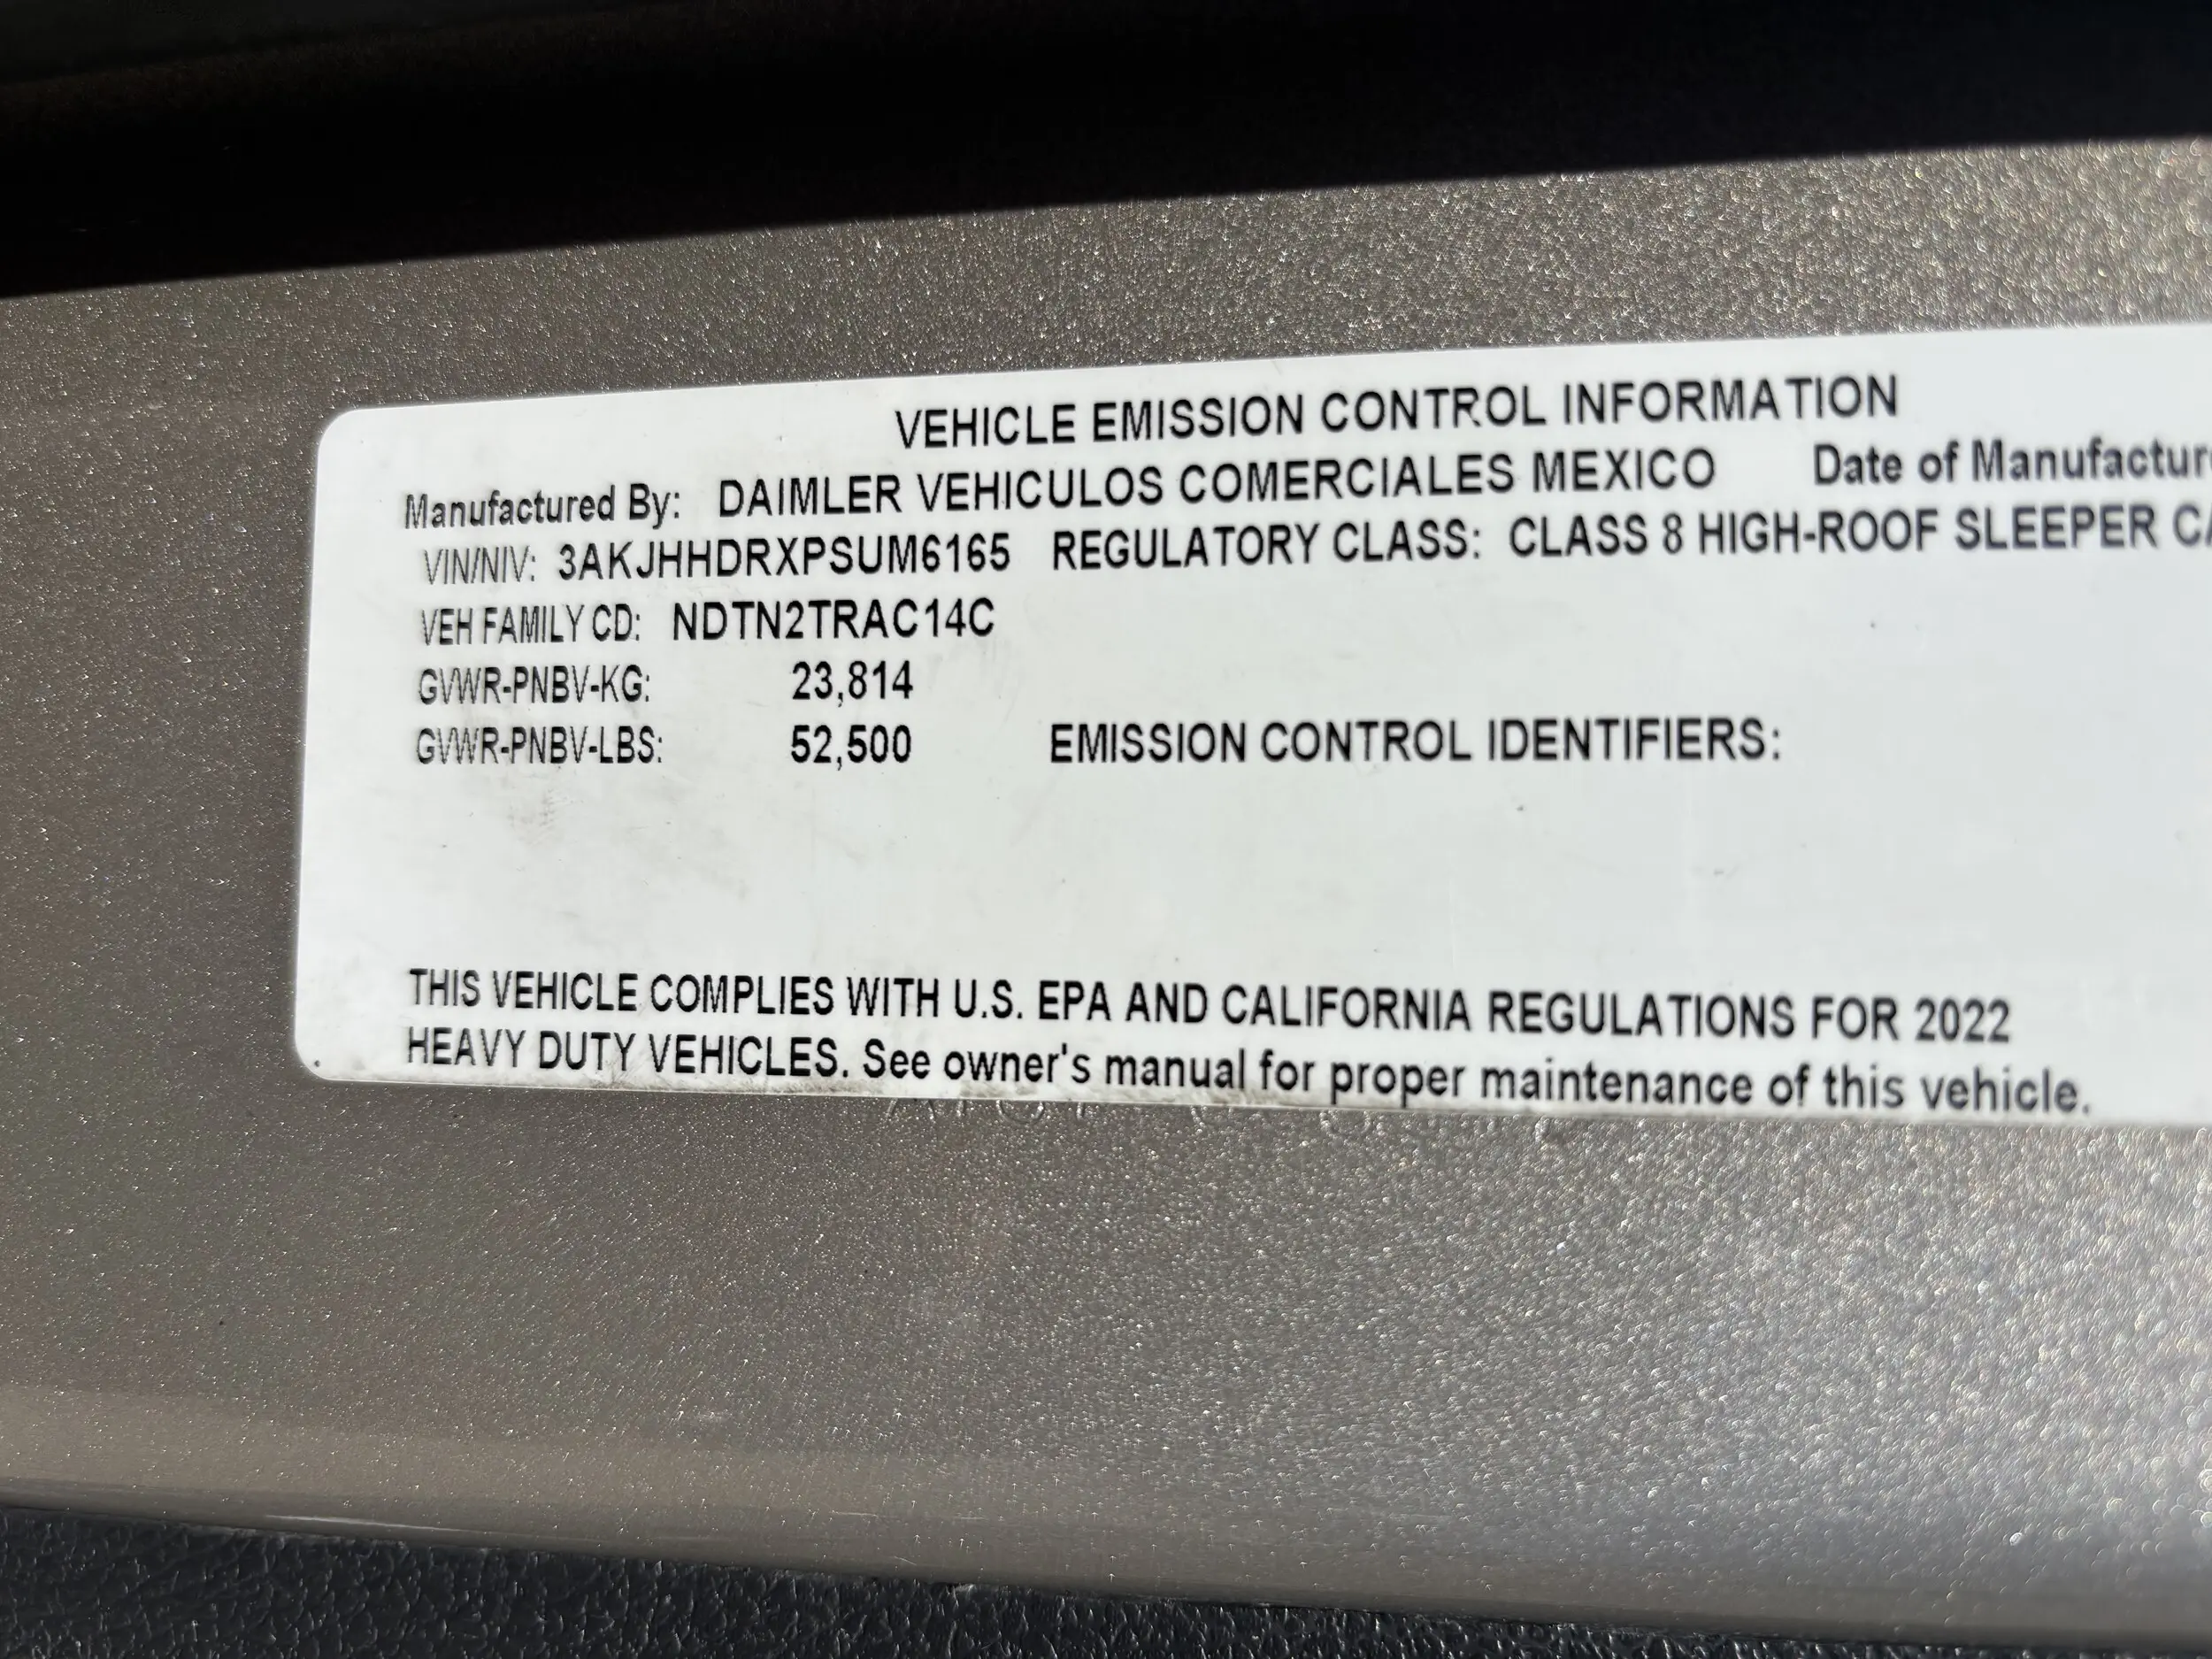 VEHICLE EMISSION CONTROL INFORMATION
Manufactured By: DAIMLER VEHICULOS COMERCIALES MEXICO Date of Manufactur
VIN/NIV: 3AKJHHDRXPSUM6165 REGULATORY CLASS: CLASS 8 HIGH-ROOF SLEEPER CA
VEH FAMILY CD: NDTN2TRAC14C
GVWR-PNBV-KG: 23,814
GVWR-PNBV-LBS: 52,500 EMISSION CONTROL IDENTIFIERS:
THIS VEHICLE COMPLIES WITH U.S. EPA AND CALIFORNIA REGULATIONS FOR 2022
HEAVY DUTY VEHICLES. See owner's manual for proper maintenance of this vehicle.